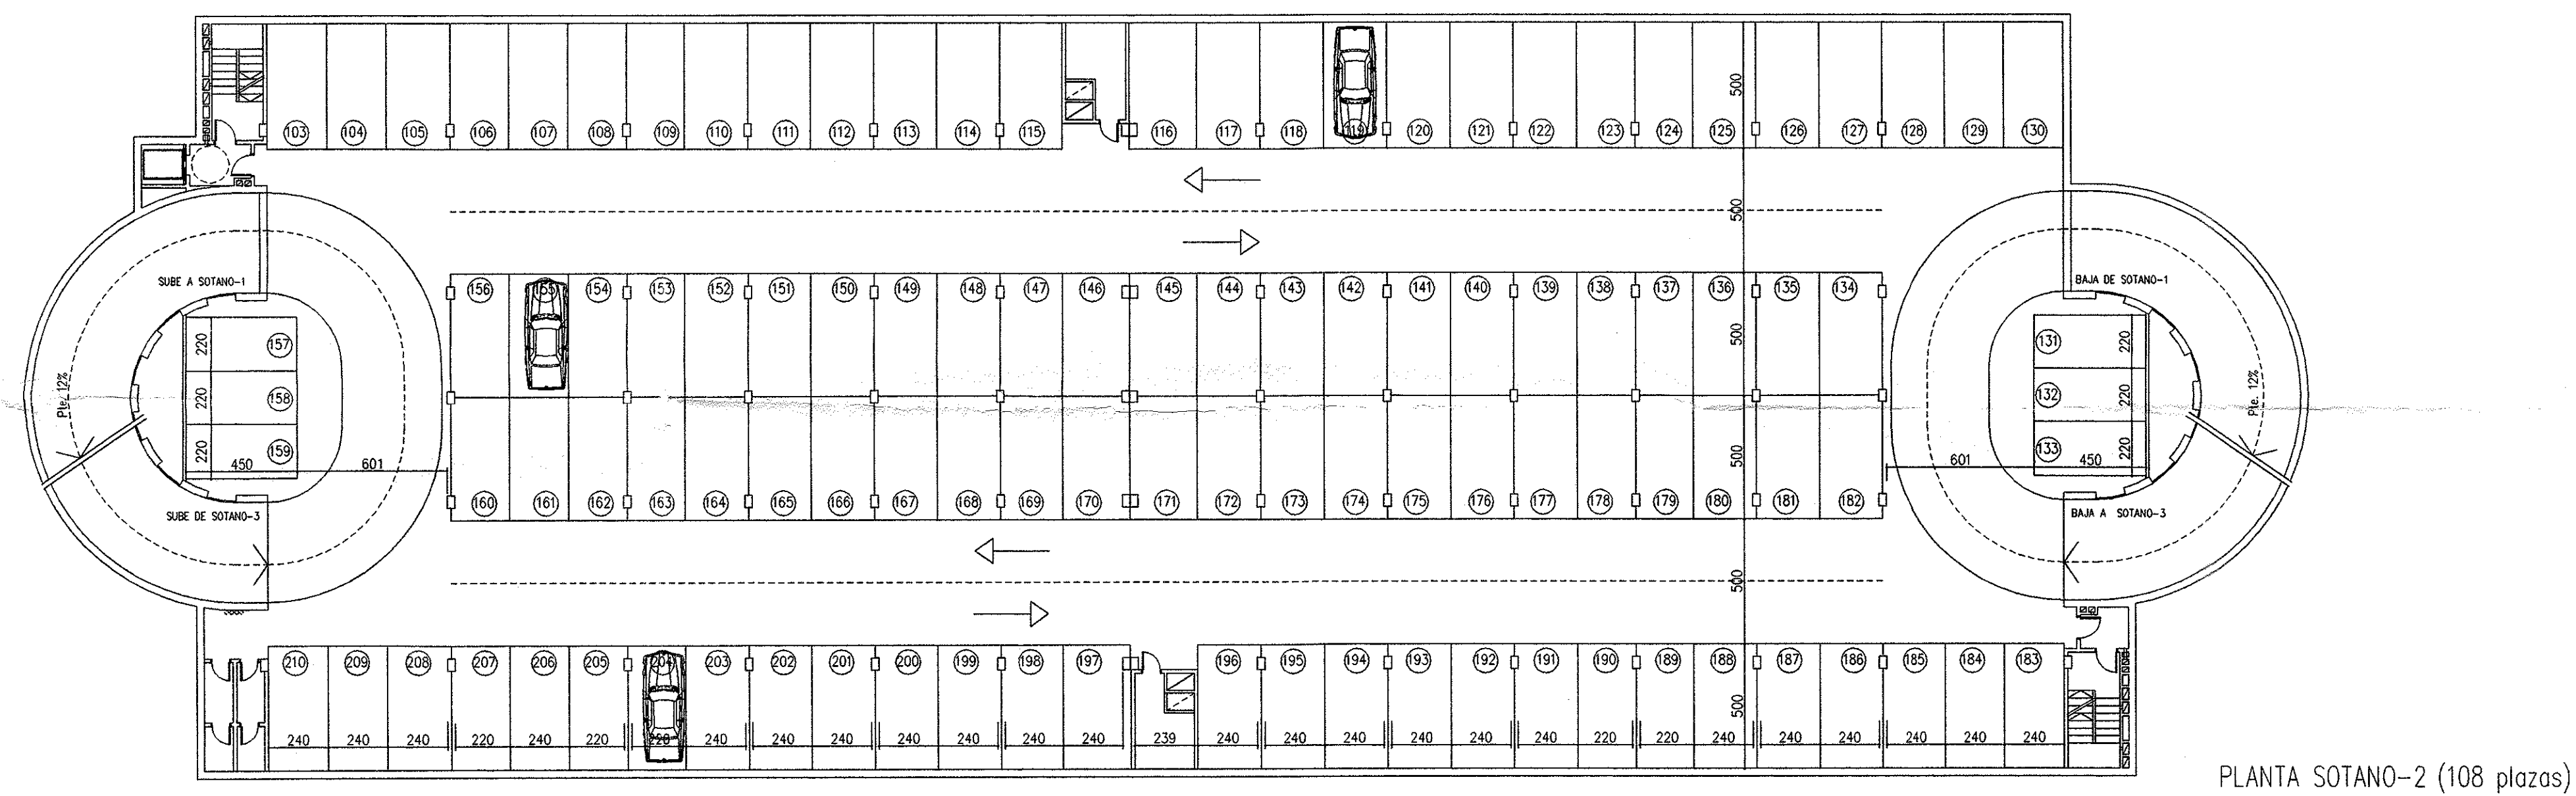 103 104 105 106 107 108 109 110 111 112 113 114 115 116 117 118 119 120 121 122 123 124 125 126 127 128 129 130
500
500
SUBE A SOTANO-1
BAJA DE SOTANO-1
156 155 154 153 152 151 150 149 148 147 146 145 144 143 142 141 140 139 138 137 136 135 134
500
220 157
220 158
220 159
131 220
132 220
133 220
Pte. 12%
Pte. 12%
450 601
601 450
500
160 161 162 163 164 165 166 167 168 169 170 171 172 173 174 175 176 177 178 179 180 181 182
SUBE DE SOTANO-3
BAJA A SOTANO-3
500
210 209 208 207 206 205 204 203 202 201 200 199 198 197 196 195 194 193 192 191 190 189 188 187 186 185 184 183
500
240 240 240 220 240 220 220 240 240 240 240 240 240 240 239 240 240 240 240 240 240 220 220 240 240 240 240 240 240
PLANTA SOTANO-2 (108 plazas)